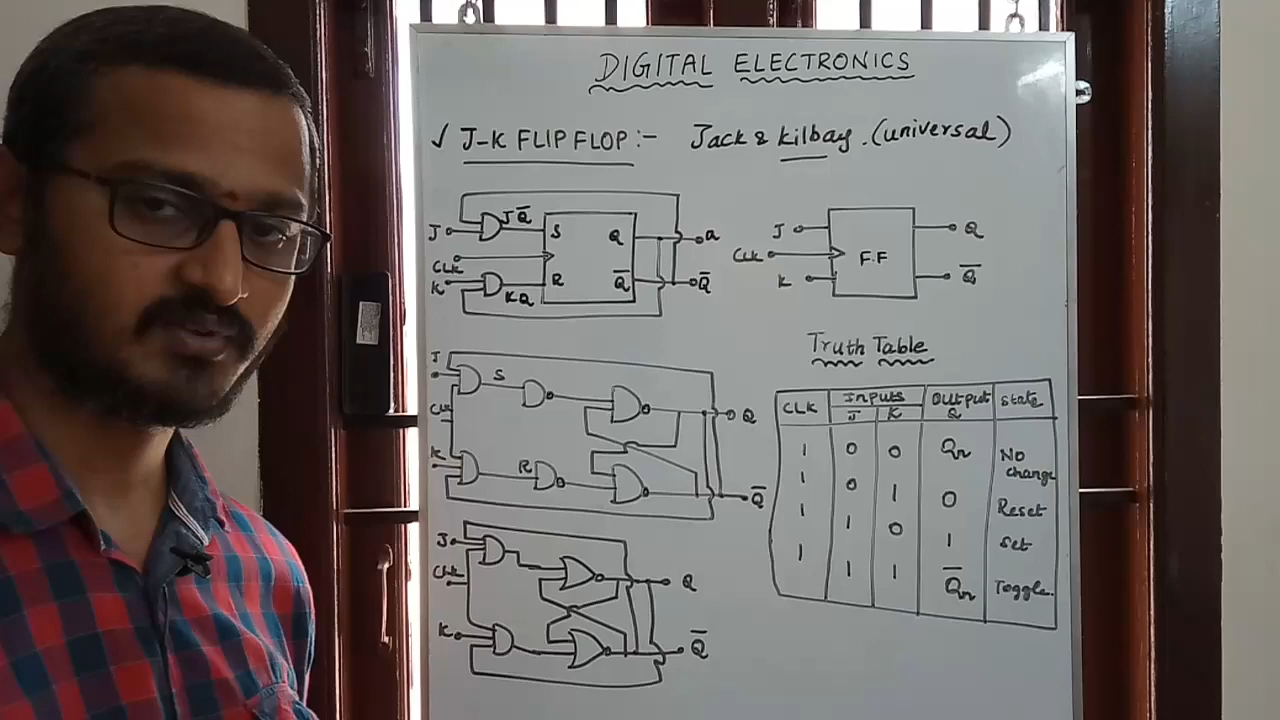 DIGITAL ELECTRONICS
✓ J-K FLIP FLOP:- Jack & Kilbay. (universal)
J JQ̅ S Q Q
CLK
K KQ R Q̅ Q̅
J Q
CLK F.F
K Q̅
Truth Table
CLK Inputs Output State
J K Q
1 0 0 Qn No change
1 0 1 0 Reset
1 1 0 1 Set
1 1 1 Q̅n Toggle.
J S Q
CLK
K R Q̅
J Q
CLK
K Q̅